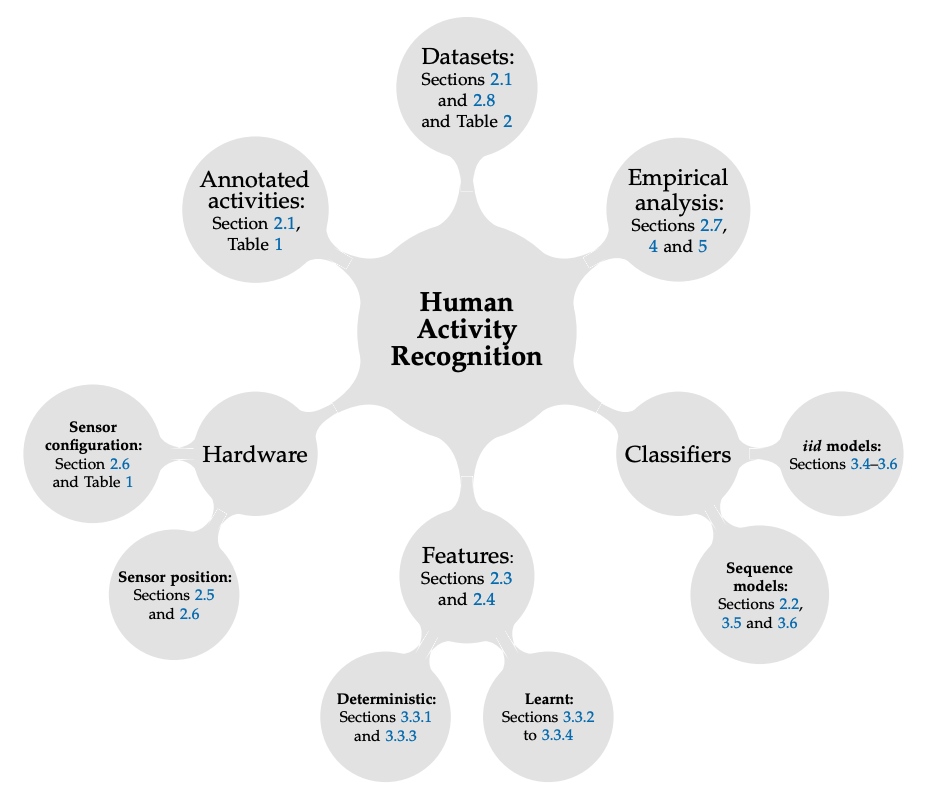 Datasets:
Sections 2.1
and 2.8
and Table 2
Annotated
activities:
Section 2.1,
Table 1
Empirical
analysis:
Sections 2.7,
4 and 5
Human
Activity
Recognition
Sensor
configuration:
Section 2.6
and Table 1
Hardware
Classifiers
iid models:
Sections 3.4–3.6
Sensor position:
Sections 2.5
and 2.6
Features:
Sections 2.3
and 2.4
Sequence
models:
Sections 2.2,
3.5 and 3.6
Deterministic:
Sections 3.3.1
and 3.3.3
Learnt:
Sections 3.3.2
to 3.3.4